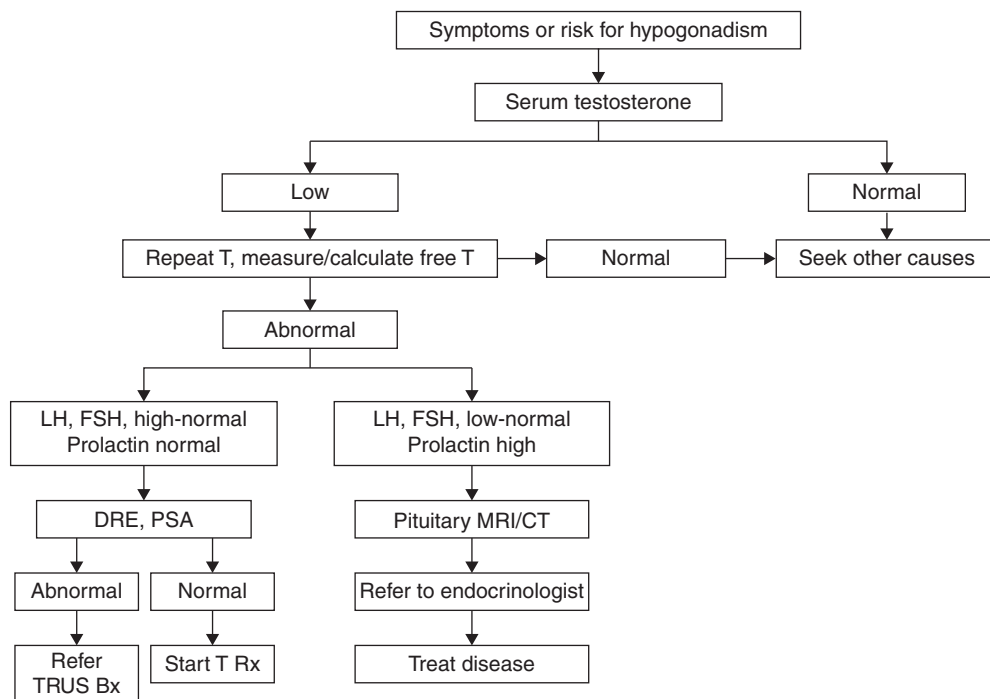 Symptoms or risk for hypogonadism
Serum testosterone
Low
Normal
Repeat T, measure/calculate free T
Normal
Seek other causes
Abnormal
LH, FSH, high-normal
Prolactin normal
LH, FSH, low-normal
Prolactin high
DRE, PSA
Pituitary MRI/CT
Abnormal
Normal
Refer to endocrinologist
Refer
TRUS Bx
Start T Rx
Treat disease